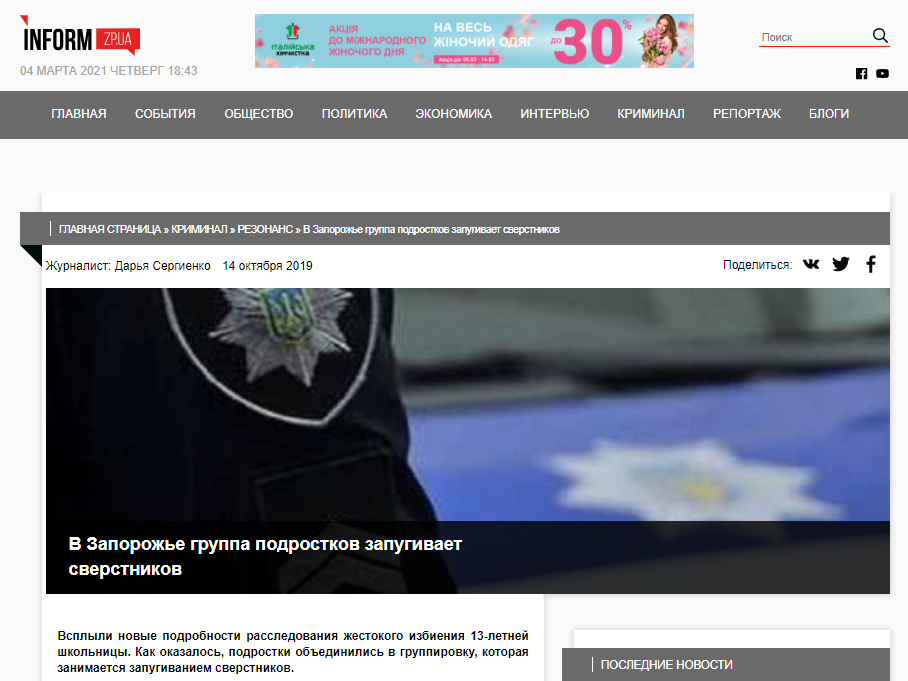 INFORM ZP.UA
04 МАРТА 2021 ЧЕТВЕРГ 18:43
ІТАЛІЙСЬКА
ХІМЧИСТКА
АКЦІЯ
ДО МІЖНАРОДНОГО
ЖІНОЧОГО ДНЯ
НА ВЕСЬ
ЖІНОЧИЙ ОДЯГ
ДО 30%
Поиск
ГЛАВНАЯ СОБЫТИЯ ОБЩЕСТВО ПОЛИТИКА ЭКОНОМИКА ИНТЕРВЬЮ КРИМИНАЛ РЕПОРТАЖ БЛОГИ
ГЛАВНАЯ СТРАНИЦА » КРИМИНАЛ » РЕЗОНАНС » В Запорожье группа подростков запугивает сверстников
Журналист: Дарья Сергиенко 14 октября 2019
Поделиться:
В Запорожье группа подростков запугивает
сверстников
Всплыли новые подробности расследования жестокого избиения 13-летней
школьницы. Как оказалось, подростки объединились в группировку, которая
занимается запугиванием сверстников.
ПОСЛЕДНИЕ НОВОСТИ